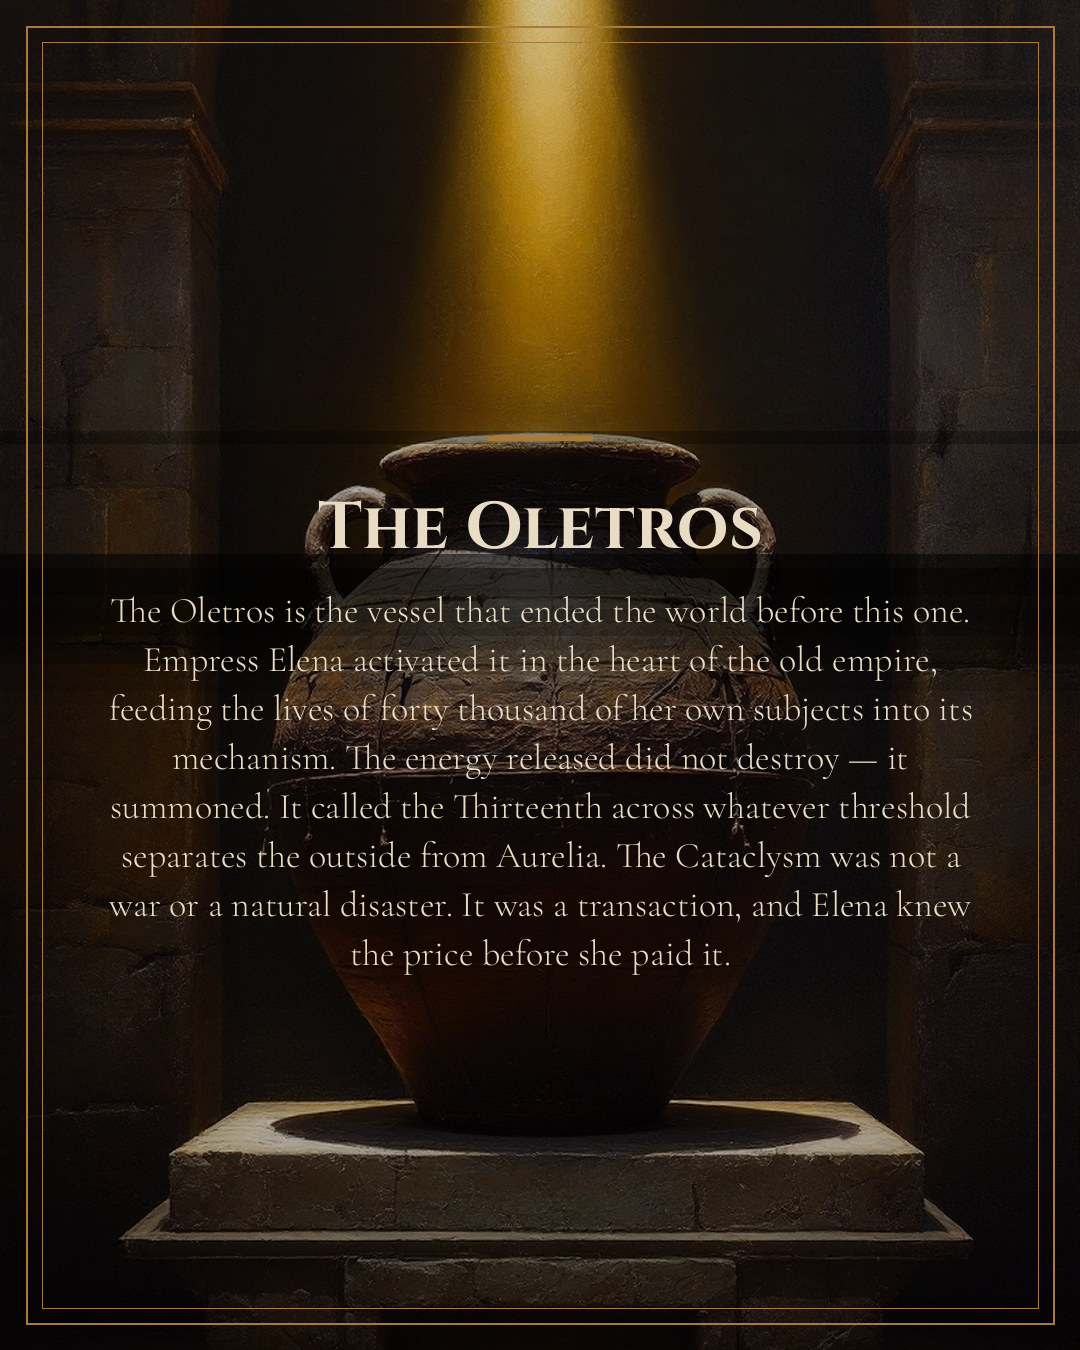 The Oletros
The Oletros is the vessel that ended the world before this one.
Empress Elena activated it in the heart of the old empire,
feeding the lives of forty thousand of her own subjects into its
mechanism. The energy released did not destroy — it
summoned. It called the Thirteenth across whatever threshold
separates the outside from Aurelia. The Cataclysm was not a
war or a natural disaster. It was a transaction, and Elena knew
the price before she paid it.